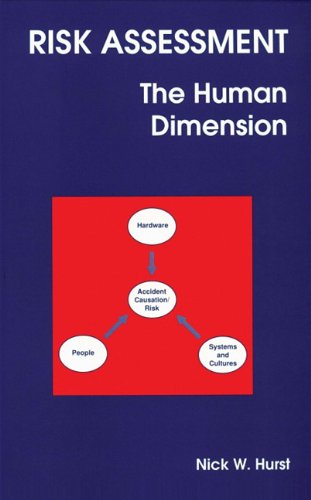 RISK ASSESSMENT
The Human
Dimension
Hardware
Accident
Causation/
Risk
People
Systems
and
Cultures
Nick W. Hurst